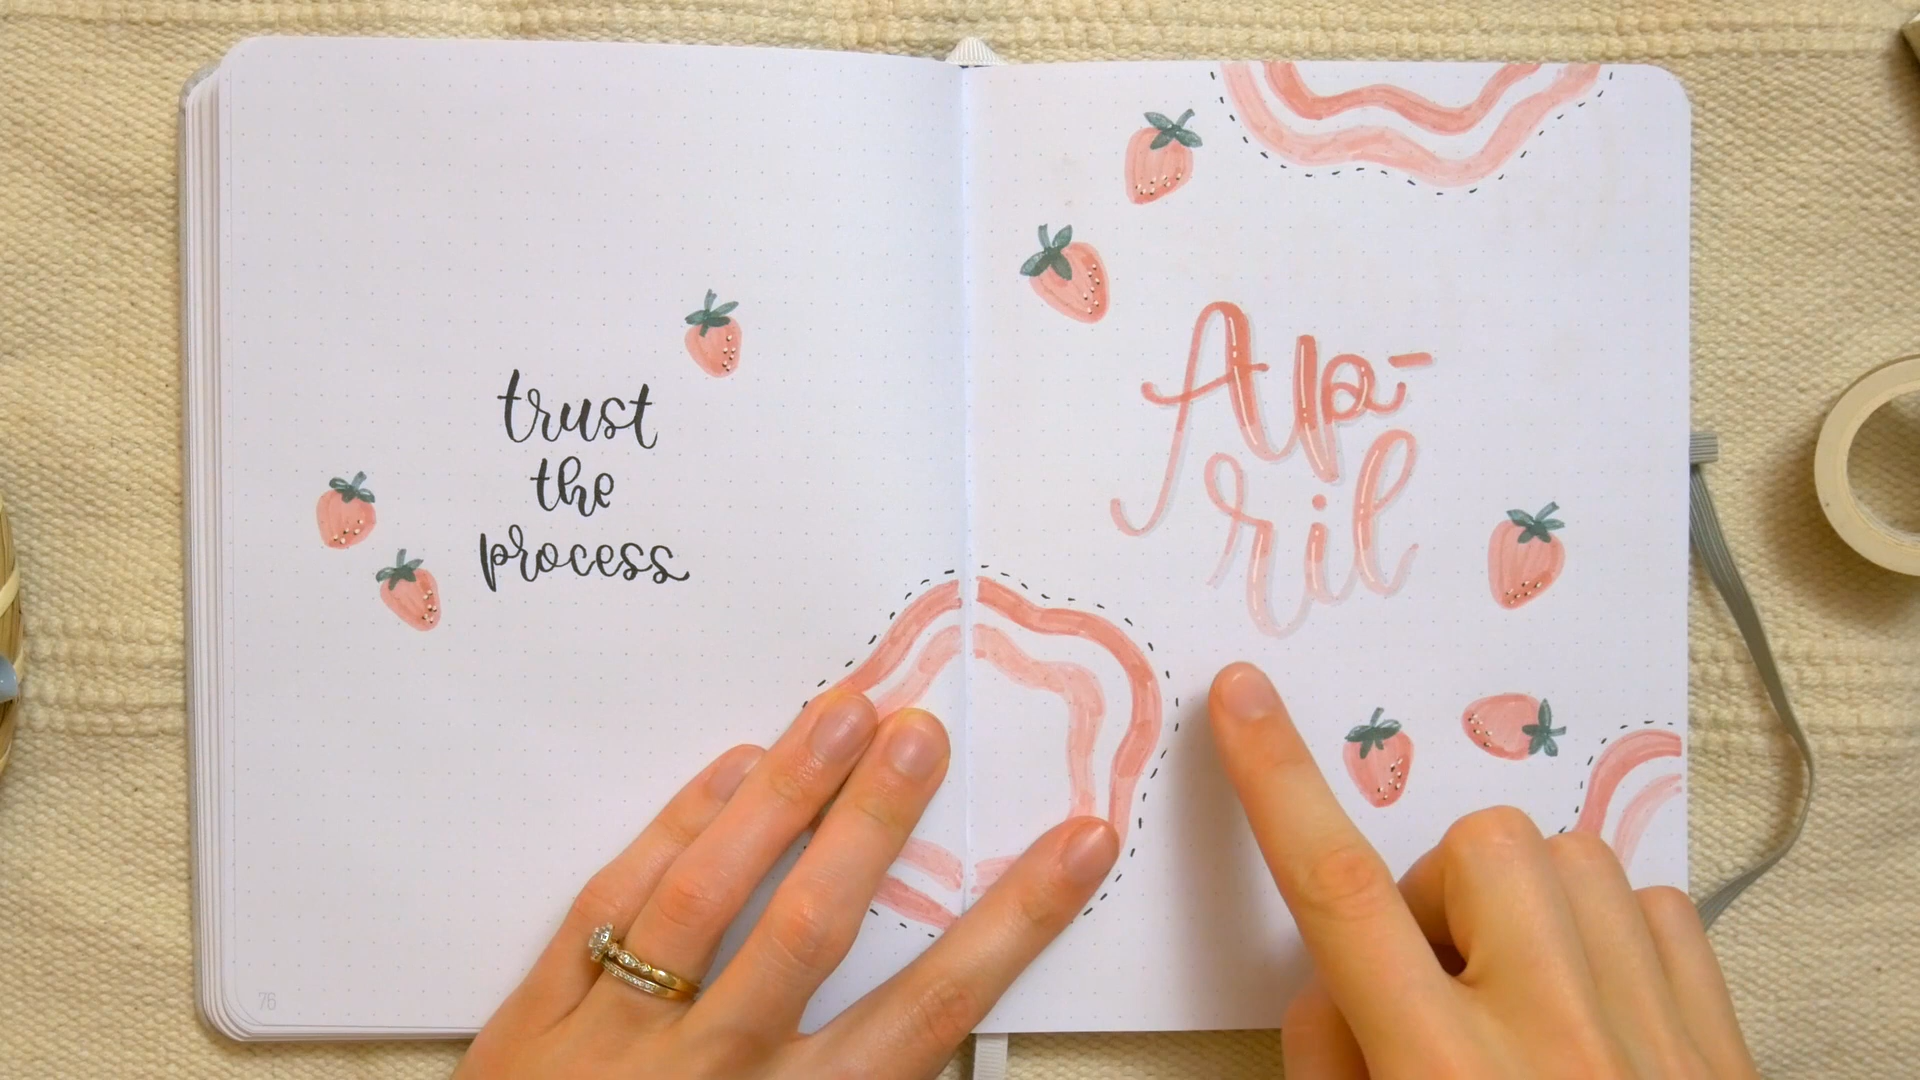 trust
the
process
Ap-
ril
76